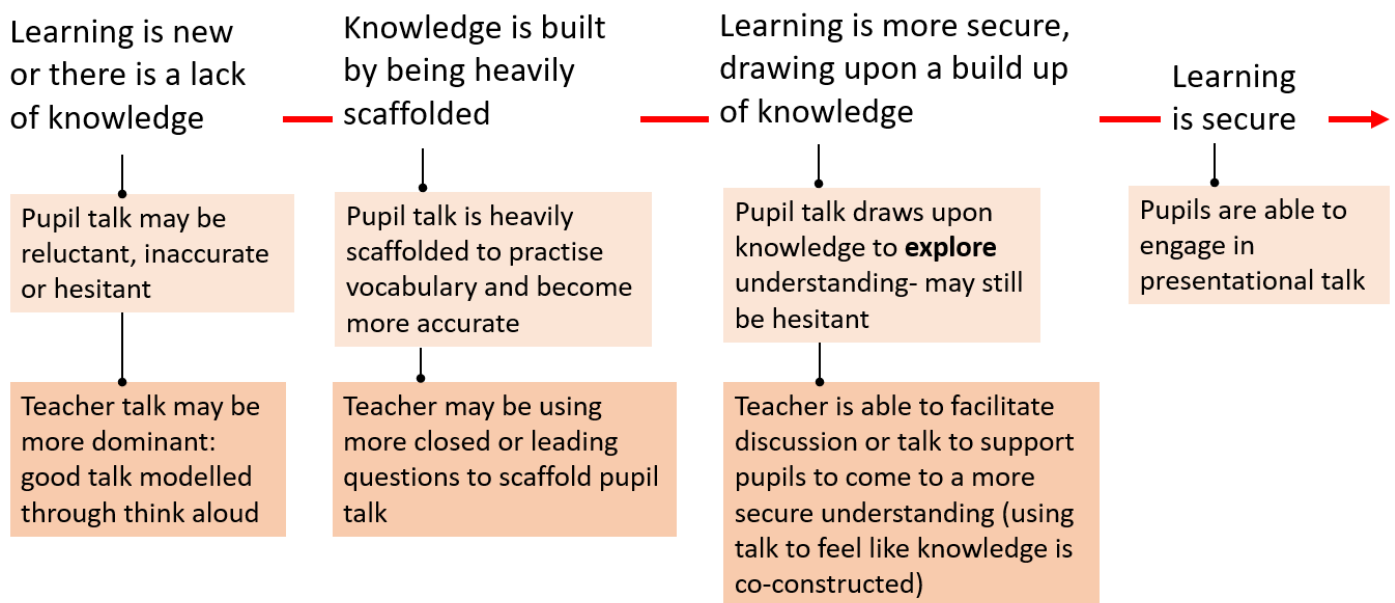 Learning is new
or there is a lack
of knowledge
Knowledge is built
by being heavily
scaffolded
Learning is more secure,
drawing upon a build up
of knowledge
Learning
is secure
Pupil talk may be
reluctant, inaccurate
or hesitant
Pupil talk is heavily
scaffolded to practise
vocabulary and become
more accurate
Pupil talk draws upon
knowledge to explore
understanding- may still
be hesitant
Pupils are able to
engage in
presentational talk
Teacher talk may be
more dominant:
good talk modelled
through think aloud
Teacher may be using
more closed or leading
questions to scaffold pupil
talk
Teacher is able to facilitate
discussion or talk to support
pupils to come to a more
secure understanding (using
talk to feel like knowledge is
co-constructed)